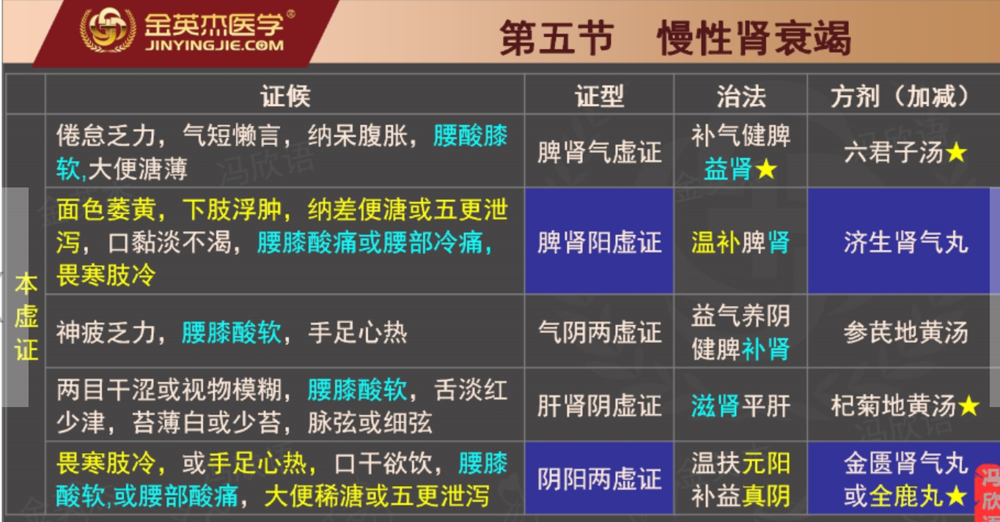 金英杰医学®
JINYINGJIE.COM
第五节 慢性肾衰竭
证候 证型 治法 方剂（加减）
本虚证
倦怠乏力，气短懒言，纳呆腹胀，腰酸膝
软,大便溏薄
脾肾气虚证
补气健脾
益肾★
六君子汤★
面色萎黄，下肢浮肿，纳差便溏或五更泄
泻，口黏淡不渴，腰膝酸痛或腰部冷痛，
畏寒肢冷
脾肾阳虚证
温补脾肾
济生肾气丸
神疲乏力，腰膝酸软，手足心热
气阴两虚证
益气养阴
健脾补肾
参芪地黄汤
两目干涩或视物模糊，腰膝酸软，舌淡红
少津，苔薄白或少苔，脉弦或细弦
肝肾阴虚证
滋肾平肝
杞菊地黄汤★
畏寒肢冷，或手足心热，口干欲饮，腰膝
酸软,或腰部酸痛，大便稀溏或五更泄泻
阴阳两虚证
温扶元阳
补益真阴
金匮肾气丸
或全鹿丸★
冯欣语
冯欣语